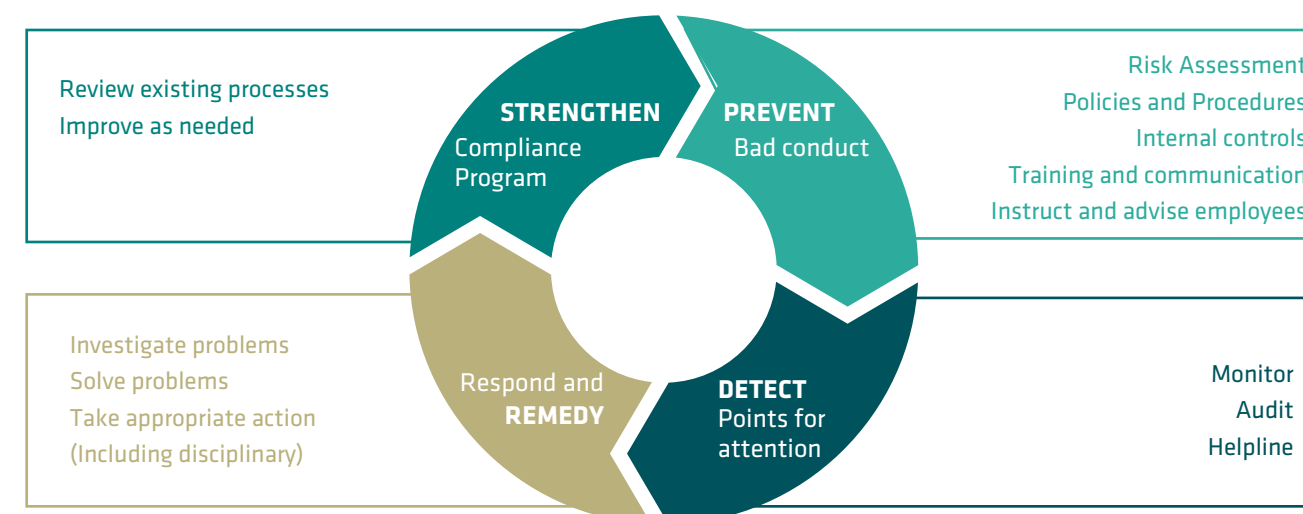 Review existing processes
Improve as needed
STRENGTHEN
Compliance
Program
PREVENT
Bad conduct
Risk Assessment
Policies and Procedures
Internal controls
Training and communication
Instruct and advise employees
Investigate problems
Solve problems
Take appropriate action
(Including disciplinary)
Respond and
REMEDY
DETECT
Points for
attention
Monitor
Audit
Helpline